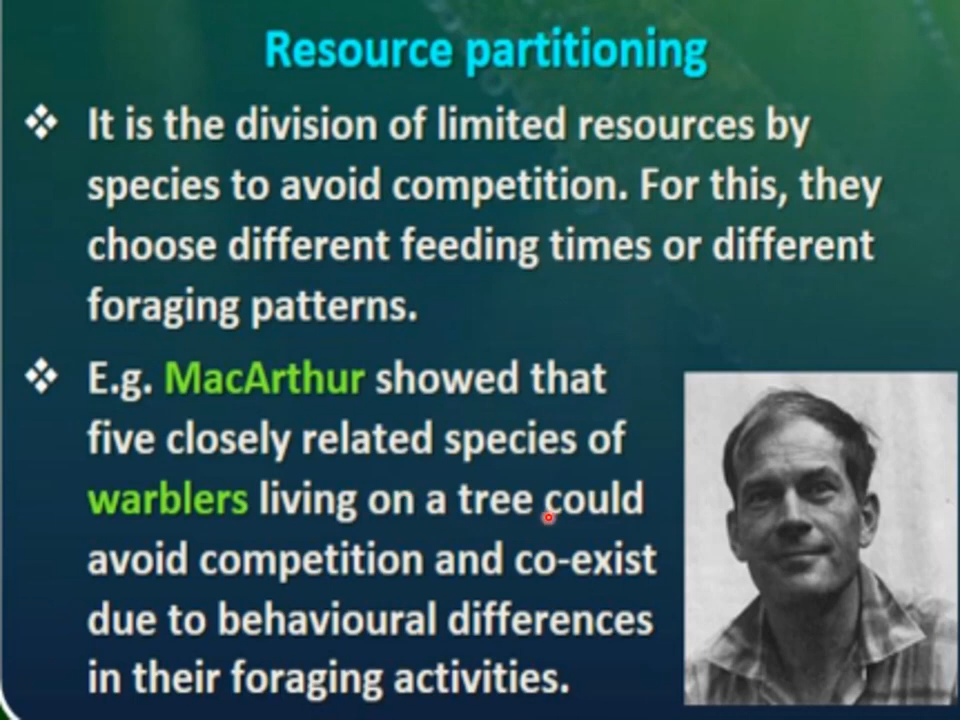 Resource partitioning
❖ It is the division of limited resources by
species to avoid competition. For this, they
choose different feeding times or different
foraging patterns.
❖ E.g. MacArthur showed that
five closely related species of
warblers living on a tree could
avoid competition and co-exist
due to behavioural differences
in their foraging activities.